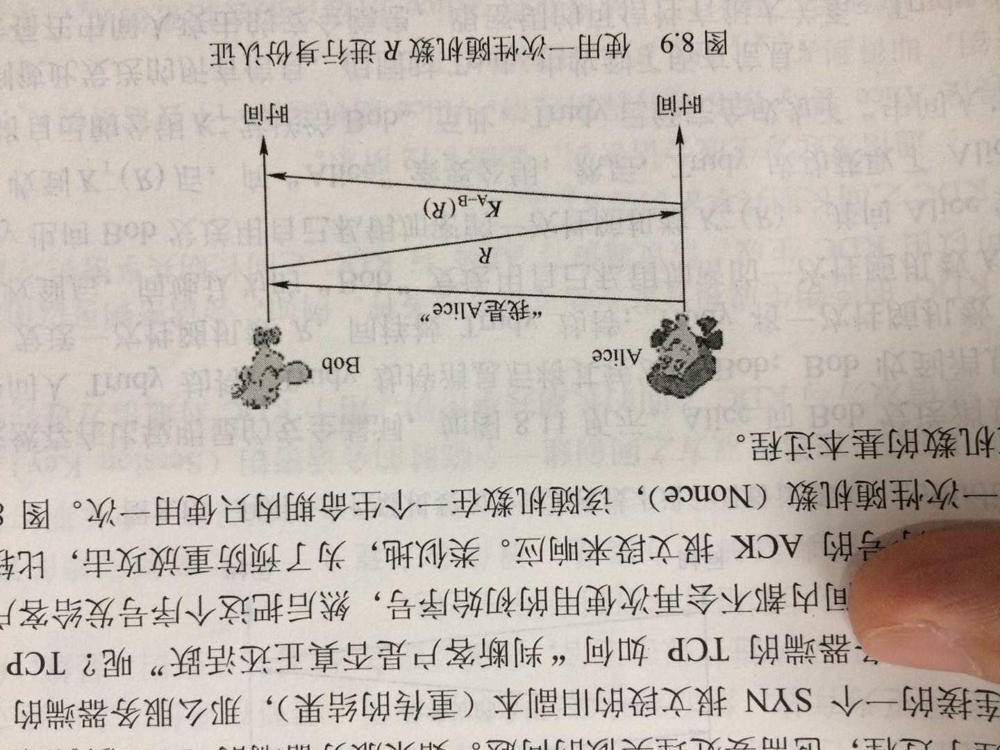 连接的一个 SYN 报文段的旧副本（重传的结果），那么服务器端的
器端的 TCP 如何“判断客户是否真正还活跃”呢？TCP
间内都不会再次使用的初始序号，然后把这个序号发给客户
号的 ACK 报文段来响应。类似地，为了预防重放攻击，比较
一次性随机数（Nonce），该随机数在一个生命期内只使用一次。图 8
机数的基本过程。
Alice
Bob
“我是Alice”
R
K_A-B(R)
时间
时间
图 8.9 使用一次性随机数 R 进行身份认证